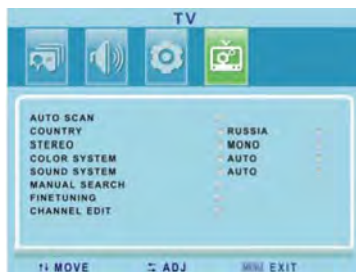 TV
AUTO SCAN
COUNTRY RUSSIA
STEREO MONO
COLOR SYSTEM AUTO
SOUND SYSTEM AUTO
MANUAL SEARCH
FINETUNING
CHANNEL EDIT
MOVE ADJ MENU EXIT